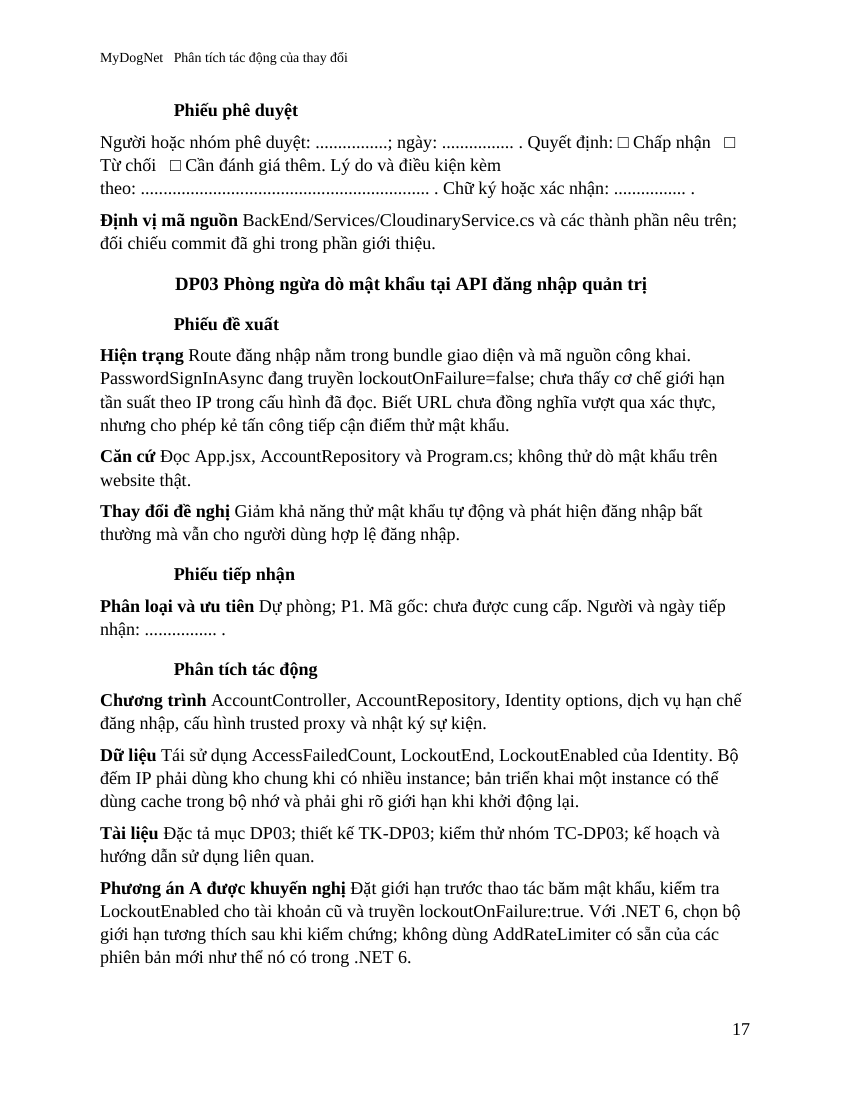 MyDogNet   Phân tích tác động của thay đổi
Phiếu phê duyệt
Người hoặc nhóm phê duyệt: ................; ngày: ................ . Quyết định: □ Chấp nhận   □
Từ chối   □ Cần đánh giá thêm. Lý do và điều kiện kèm
theo: ................................................................ . Chữ ký hoặc xác nhận: ................ .
Định vị mã nguồn BackEnd/Services/CloudinaryService.cs và các thành phần nêu trên;
đối chiếu commit đã ghi trong phần giới thiệu.
DP03 Phòng ngừa dò mật khẩu tại API đăng nhập quản trị
Phiếu đề xuất
Hiện trạng Route đăng nhập nằm trong bundle giao diện và mã nguồn công khai.
PasswordSignInAsync đang truyền lockoutOnFailure=false; chưa thấy cơ chế giới hạn
tần suất theo IP trong cấu hình đã đọc. Biết URL chưa đồng nghĩa vượt qua xác thực,
nhưng cho phép kẻ tấn công tiếp cận điểm thử mật khẩu.
Căn cứ Đọc App.jsx, AccountRepository và Program.cs; không thử dò mật khẩu trên
website thật.
Thay đổi đề nghị Giảm khả năng thử mật khẩu tự động và phát hiện đăng nhập bất
thường mà vẫn cho người dùng hợp lệ đăng nhập.
Phiếu tiếp nhận
Phân loại và ưu tiên Dự phòng; P1. Mã gốc: chưa được cung cấp. Người và ngày tiếp
nhận: ................ .
Phân tích tác động
Chương trình AccountController, AccountRepository, Identity options, dịch vụ hạn chế
đăng nhập, cấu hình trusted proxy và nhật ký sự kiện.
Dữ liệu Tái sử dụng AccessFailedCount, LockoutEnd, LockoutEnabled của Identity. Bộ
đếm IP phải dùng kho chung khi có nhiều instance; bản triển khai một instance có thể
dùng cache trong bộ nhớ và phải ghi rõ giới hạn khi khởi động lại.
Tài liệu Đặc tả mục DP03; thiết kế TK-DP03; kiểm thử nhóm TC-DP03; kế hoạch và
hướng dẫn sử dụng liên quan.
Phương án A được khuyến nghị Đặt giới hạn trước thao tác băm mật khẩu, kiểm tra
LockoutEnabled cho tài khoản cũ và truyền lockoutOnFailure:true. Với .NET 6, chọn bộ
giới hạn tương thích sau khi kiểm chứng; không dùng AddRateLimiter có sẵn của các
phiên bản mới như thể nó có trong .NET 6.
17